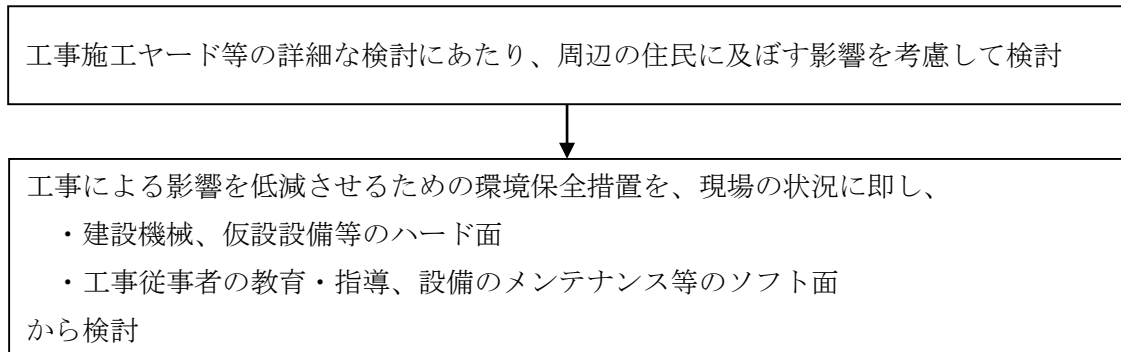 工事施工ヤード等の詳細な検討にあたり、周辺の住民に及ぼす影響を考慮して検討
工事による影響を低減させるための環境保全措置を、現場の状況に即し、
・建設機械、仮設設備等のハード面
・工事従事者の教育・指導、設備のメンテナンス等のソフト面
から検討